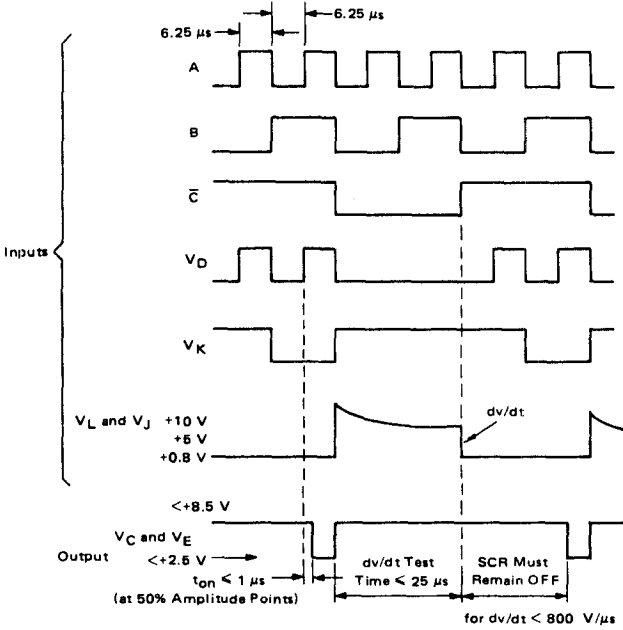 6.25 μs
6.25 μs
A
B
C̅
Inputs
V_D
V_K
V_L and V_J +10 V
+5 V
+0.8 V
dv/dt
<+8.5 V
V_C and V_E
Output
<+2.5 V
t_on ⩽ 1 μs
(at 50% Amplitude Points)
dv/dt Test
Time ⩽ 25 μs
SCR Must
Remain OFF
for dv/dt < 800 V/μs